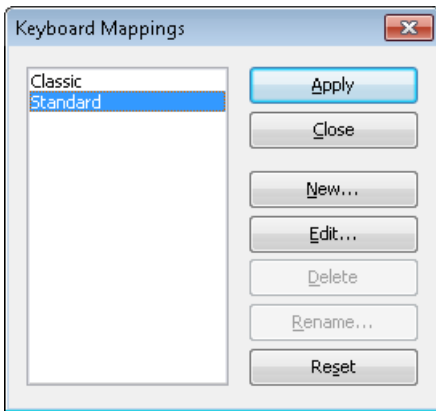 Keyboard Mappings
Classic
Standard
Apply
Close
New...
Edit...
Delete
Rename...
Reset